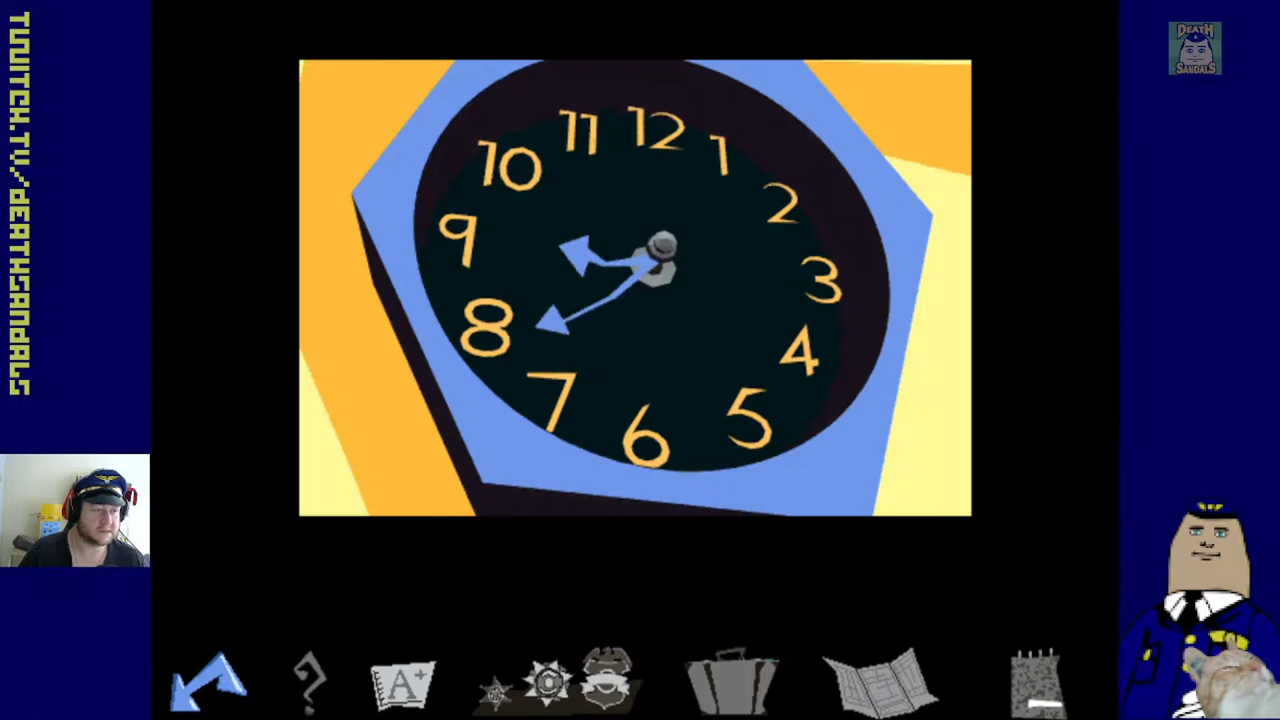 TWITCH.TV/DEATHSANDALS
DEATH
SANDALS
11 12 1
10 2
9 3
8 4
7 6 5
A+